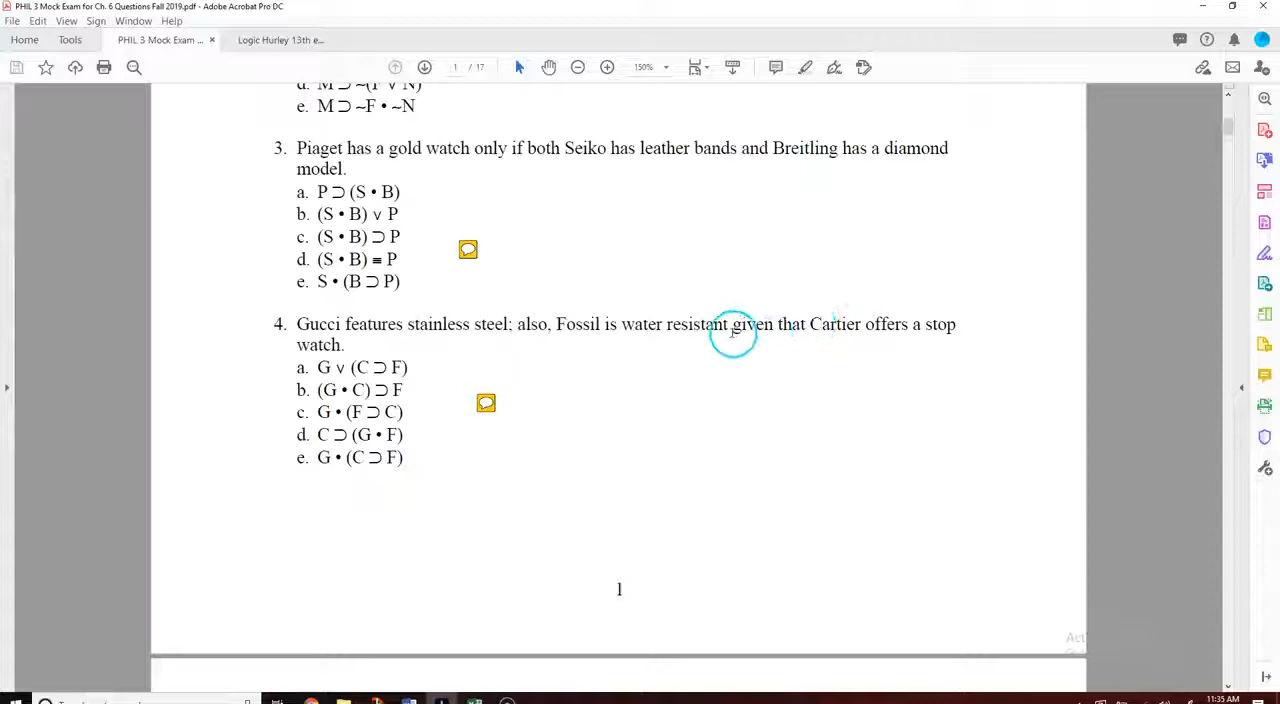 PHIL 3 Mock Exam for Ch. 6 Questions Fall 2019.pdf - Adobe Acrobat Pro DC
File Edit View Sign Window Help
Home Tools PHIL 3 Mock Exam ... × Logic Hurley 13th e...
1 / 17 150%
d. M ⊃ ~(F ∨ N)
e. M ⊃ ~F • ~N
3. Piaget has a gold watch only if both Seiko has leather bands and Breitling has a diamond
model.
a. P ⊃ (S • B)
b. (S • B) ∨ P
c. (S • B) ⊃ P
d. (S • B) ≡ P
e. S • (B ⊃ P)
4. Gucci features stainless steel; also, Fossil is water resistant given that Cartier offers a stop
watch.
a. G ∨ (C ⊃ F)
b. (G • C) ⊃ F
c. G • (F ⊃ C)
d. C ⊃ (G • F)
e. G • (C ⊃ F)
1
Act
11:35 AM